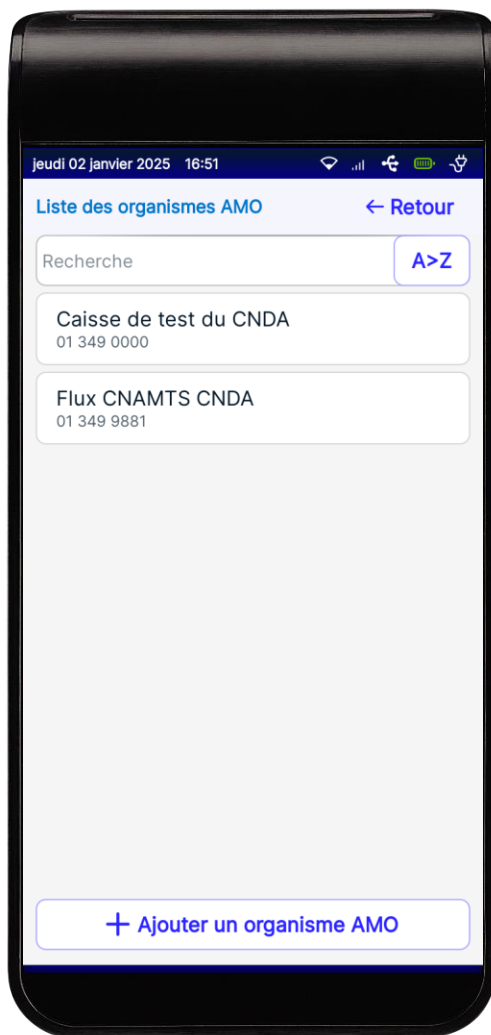 jeudi 02 janvier 2025 16:51
Liste des organismes AMO ← Retour
Recherche A>Z
Caisse de test du CNDA
01 349 0000
Flux CNAMTS CNDA
01 349 9881
+ Ajouter un organisme AMO